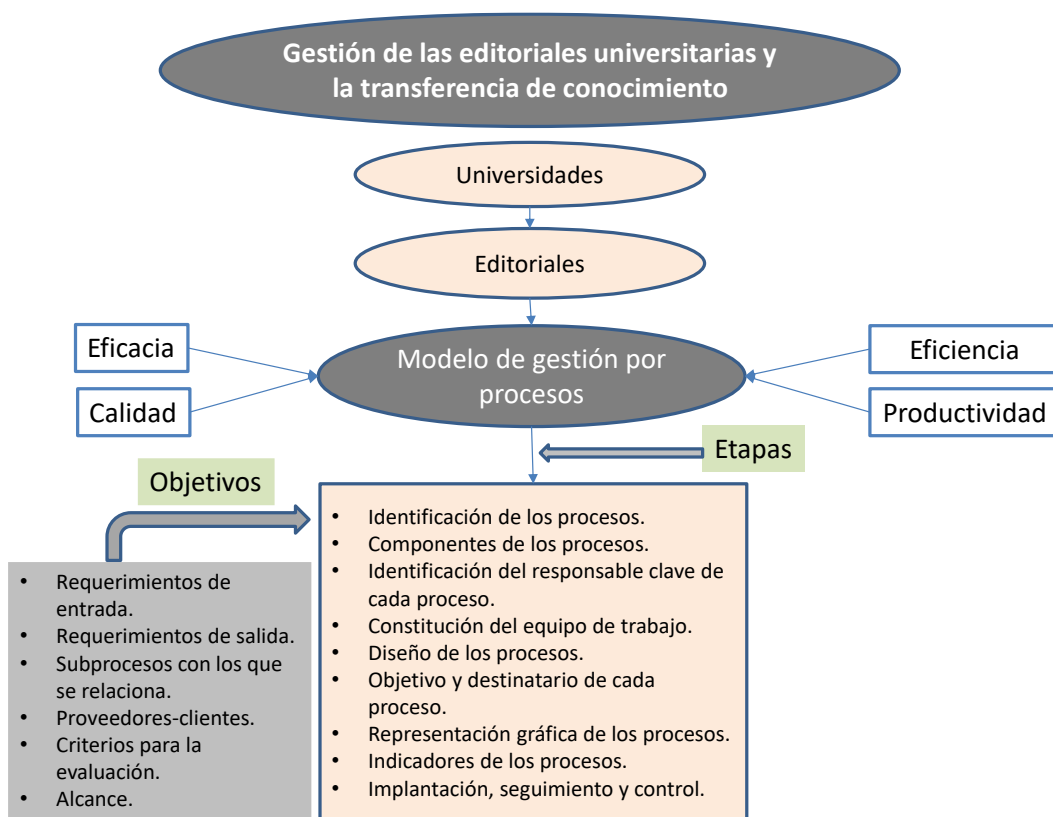 Gestión de las editoriales universitarias y
la transferencia de conocimiento
Universidades
Editoriales
Eficacia
Calidad
Modelo de gestión por
procesos
Eficiencia
Productividad
Etapas
Objetivos
• Requerimientos de
entrada.
• Requerimientos de salida.
• Subprocesos con los que
se relaciona.
• Proveedores-clientes.
• Criterios para la
evaluación.
• Alcance.
• Identificación de los procesos.
• Componentes de los procesos.
• Identificación del responsable clave de
cada proceso.
• Constitución del equipo de trabajo.
• Diseño de los procesos.
• Objetivo y destinatario de cada
proceso.
• Representación gráfica de los procesos.
• Indicadores de los procesos.
• Implantación, seguimiento y control.